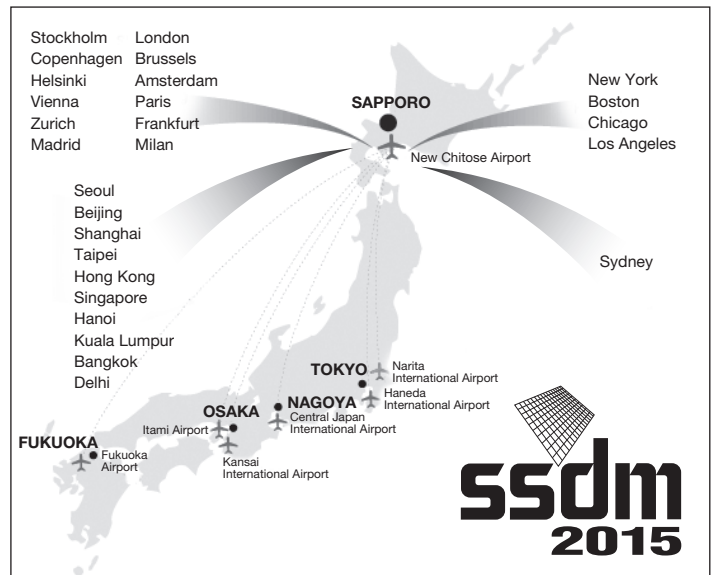 Stockholm London
Copenhagen Brussels
Helsinki Amsterdam
Vienna Paris
Zurich Frankfurt
Madrid Milan
SAPPORO
New Chitose Airport
New York
Boston
Chicago
Los Angeles
Seoul
Beijing
Shanghai
Taipei
Hong Kong
Singapore
Hanoi
Kuala Lumpur
Bangkok
Delhi
Sydney
TOKYO
Narita
International Airport
Haneda
International Airport
NAGOYA
Central Japan
International Airport
OSAKA
Itami Airport
Kansai
International Airport
FUKUOKA
Fukuoka
Airport
ssdm
2015